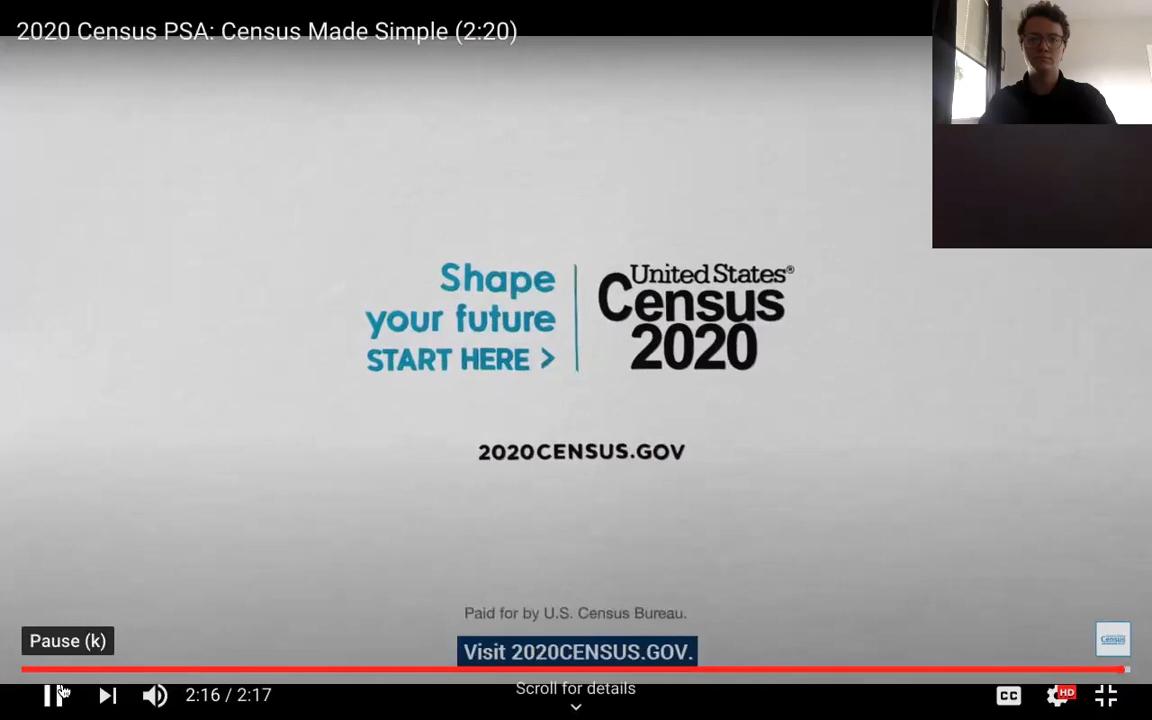 2020 Census PSA: Census Made Simple (2:20)
Shape
your future
START HERE >
United States®
Census
2020
2020CENSUS.GOV
Paid for by U.S. Census Bureau.
Visit 2020CENSUS.GOV.
Census
Pause (k)
2:16 / 2:17
Scroll for details
CC
HD